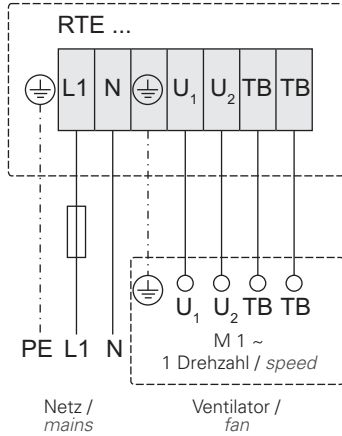 RTE ...
L1 N U1 U2 TB TB
U1 U2 TB TB
M 1 ~
1 Drehzahl / speed
PE L1 N
Netz / mains
Ventilator / fan